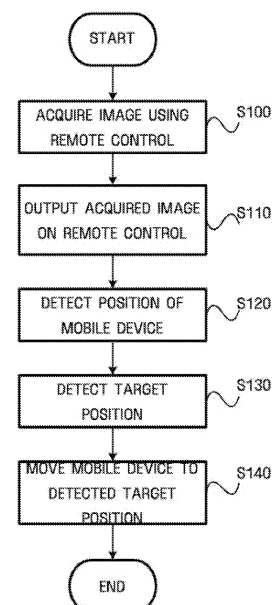 START
ACQUIRE IMAGE USING
REMOTE CONTROL
S100
OUTPUT ACQUIRED IMAGE
ON REMOTE CONTROL
S110
DETECT POSITION OF
MOBILE DEVICE
S120
DETECT TARGET
POSITION
S130
MOVE MOBILE DEVICE TO
DETECTED TARGET
POSITION
S140
END